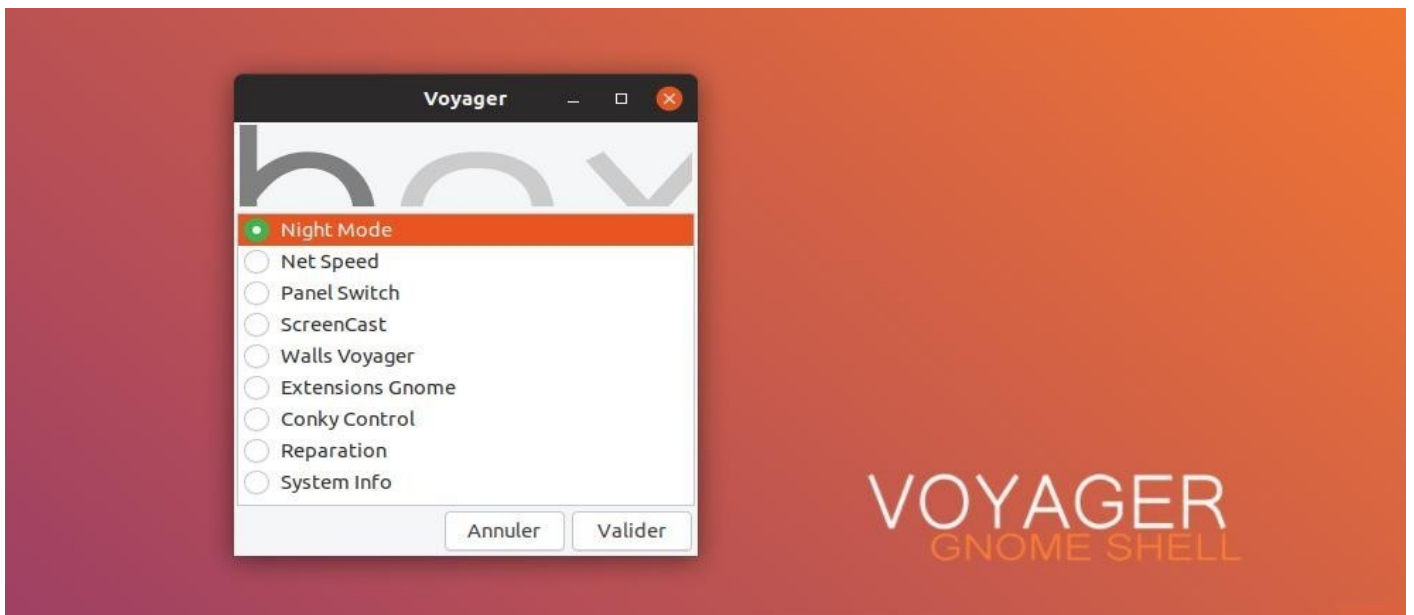 Voyager
box
Night Mode
Net Speed
Panel Switch
ScreenCast
Walls Voyager
Extensions Gnome
Conky Control
Reparation
System Info
Annuler
Valider
VOYAGER
GNOME SHELL